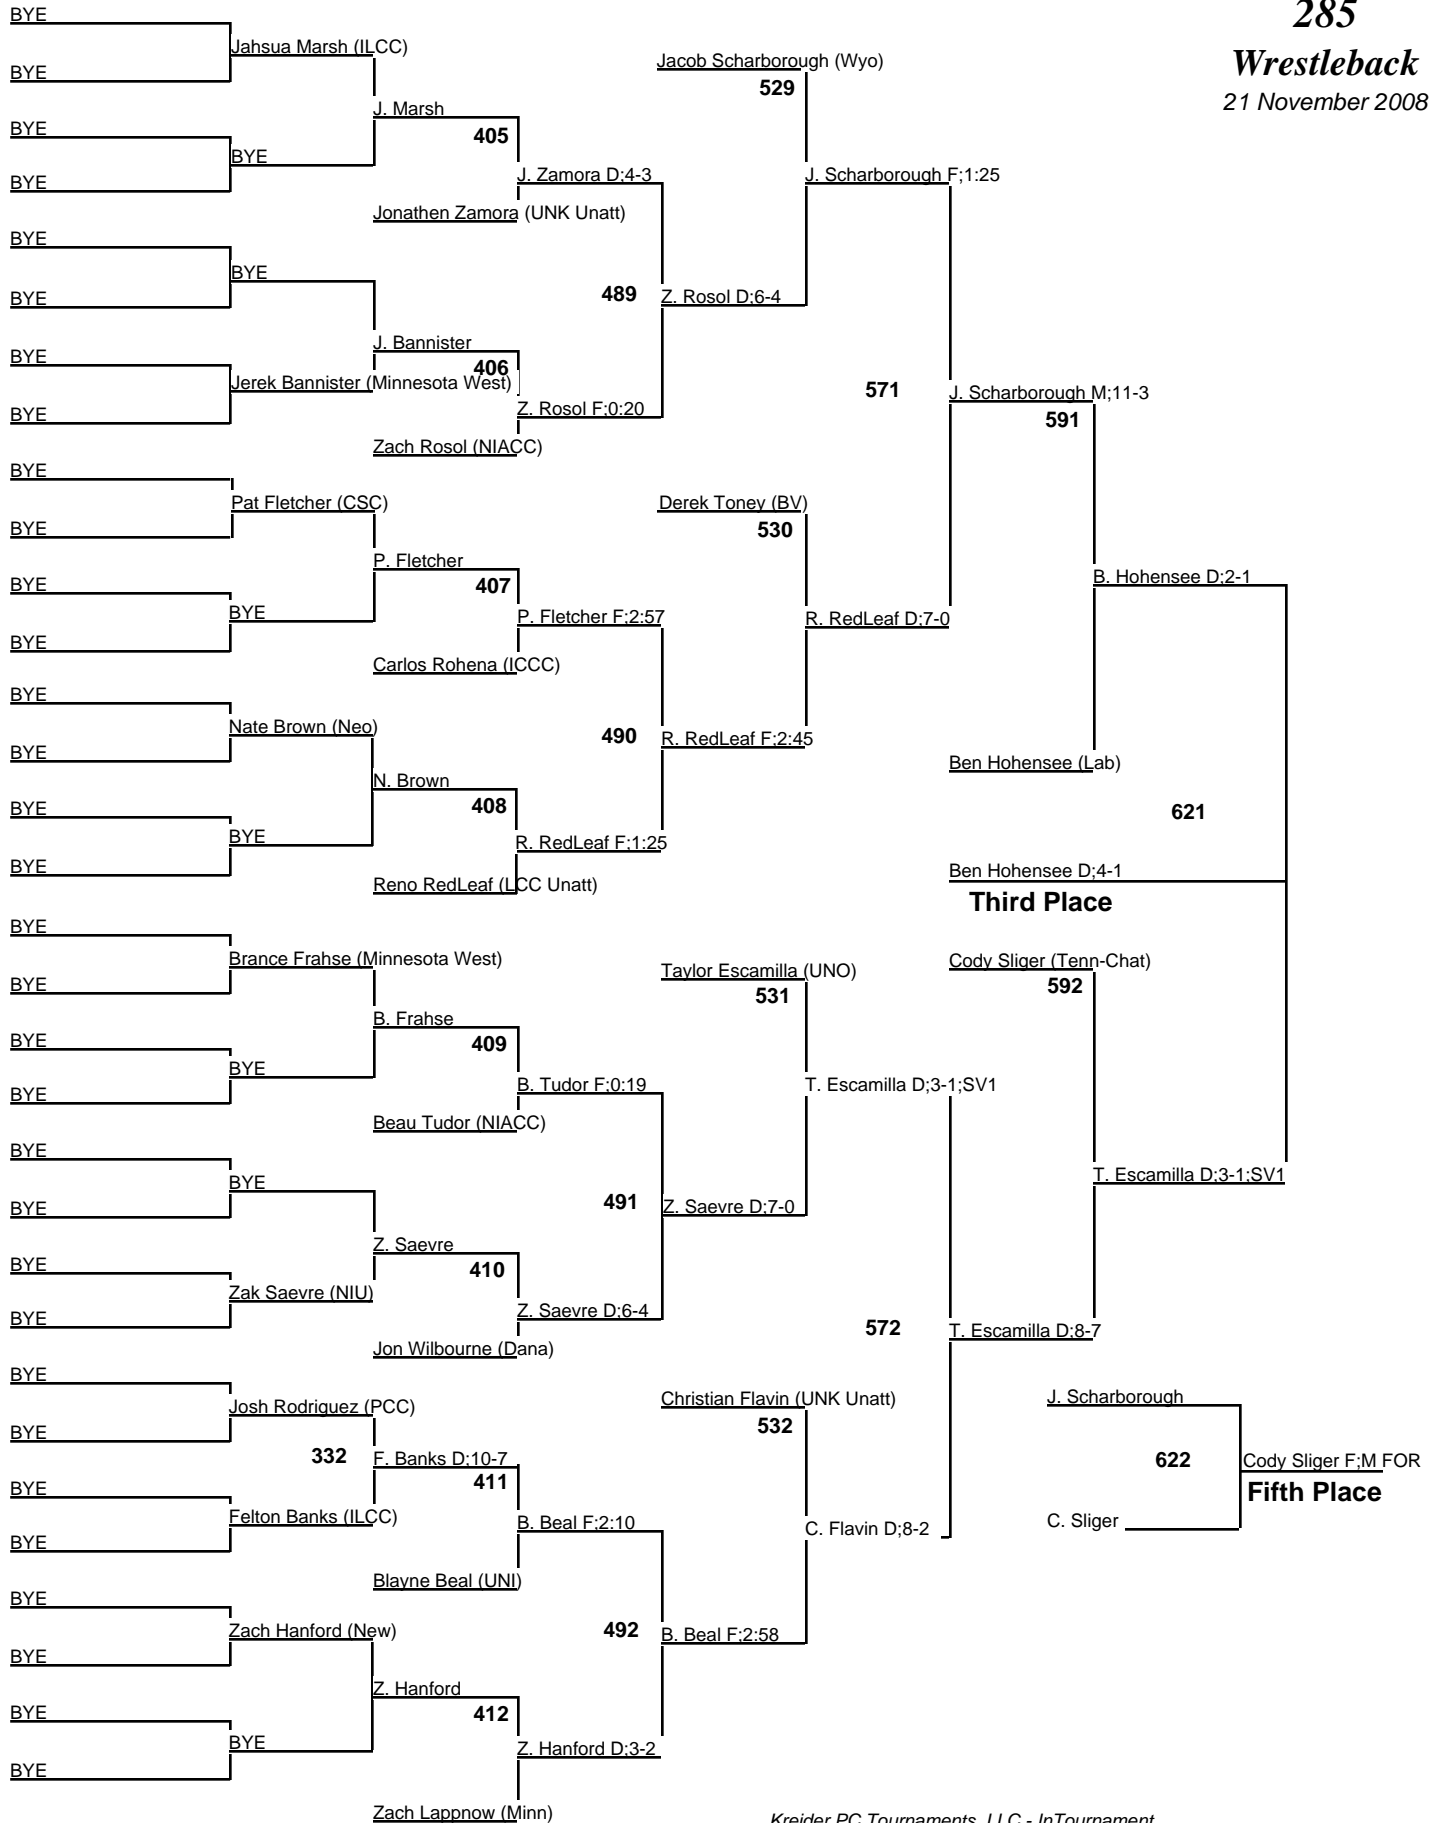 285
Wrestleback
21 November 2008
BYE
Jahsua Marsh (ILCC)
BYE
J. Marsh
405
BYE
BYE
BYE
J. Zamora D;4-3
Jonathen Zamora (UNK Unatt)
BYE
BYE
BYE
489
Z. Rosol D;6-4
J. Bannister
406
BYE
Jerek Bannister (Minnesota West)
BYE
Z. Rosol F;0:20
Zach Rosol (NIACC)
Jacob Scharborough (Wyo)
529
J. Scharborough F;1:25
571
J. Scharborough M;11-3
591
BYE
Pat Fletcher (CSC)
BYE
P. Fletcher
407
BYE
BYE
BYE
P. Fletcher F;2:57
Carlos Rohena (ICCC)
Derek Toney (BV)
530
R. RedLeaf D;7-0
BYE
Nate Brown (Neo)
BYE
490
R. RedLeaf F;2:45
N. Brown
408
BYE
BYE
BYE
R. RedLeaf F;1:25
Reno RedLeaf (LCC Unatt)
B. Hohensee D;2-1
Ben Hohensee (Lab)
621
Ben Hohensee D;4-1
Third Place
BYE
Brance Frahse (Minnesota West)
BYE
B. Frahse
409
BYE
BYE
BYE
B. Tudor F;0:19
Beau Tudor (NIACC)
Taylor Escamilla (UNO)
531
T. Escamilla D;3-1;SV1
Cody Sliger (Tenn-Chat)
592
T. Escamilla D;3-1;SV1
BYE
BYE
BYE
491
Z. Saevre D;7-0
Z. Saevre
410
BYE
Zak Saevre (NIU)
BYE
Z. Saevre D;6-4
Jon Wilbourne (Dana)
572
T. Escamilla D;8-7
BYE
Josh Rodriguez (PCC)
BYE
332
F. Banks D;10-7
411
BYE
Felton Banks (ILCC)
BYE
B. Beal F;2:10
Blayne Beal (UNI)
Christian Flavin (UNK Unatt)
532
C. Flavin D;8-2
J. Scharborough
622
Cody Sliger F;M FOR
Fifth Place
C. Sliger
BYE
Zach Hanford (New)
BYE
492
B. Beal F;2:58
Z. Hanford
412
BYE
BYE
BYE
Z. Hanford D;3-2
Zach Lappnow (Minn)
Kreider PC Tournaments, LLC - InTournament